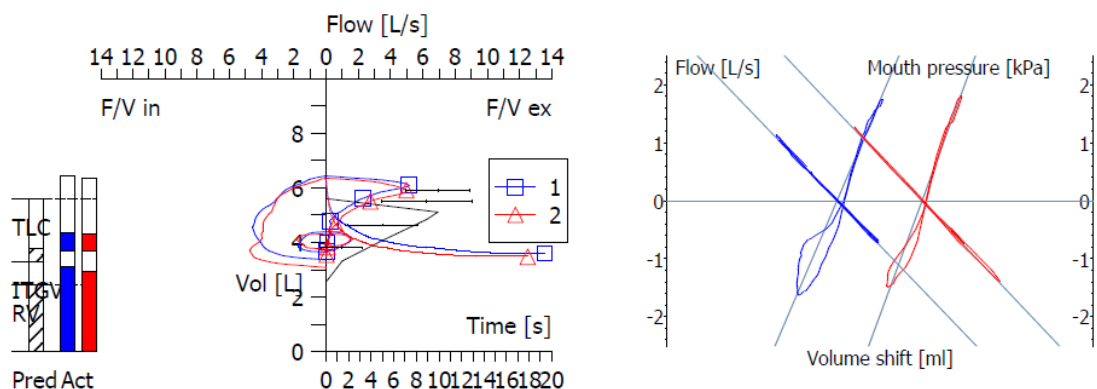 Flow [L/s]
14 12 10 8 6 4 2 0 2 4 6 8 10 12 14
F/V in
F/V ex
8
6
4
2
0
1
2
Vol [L]
Time [s]
0 2 4 6 8 10 12 14 16 18 20
TLC
ITGV
RV
Pred Act
Flow [L/s]
Mouth pressure [kPa]
2
1
0
-1
-2
2
1
0
-1
-2
Volume shift [ml]